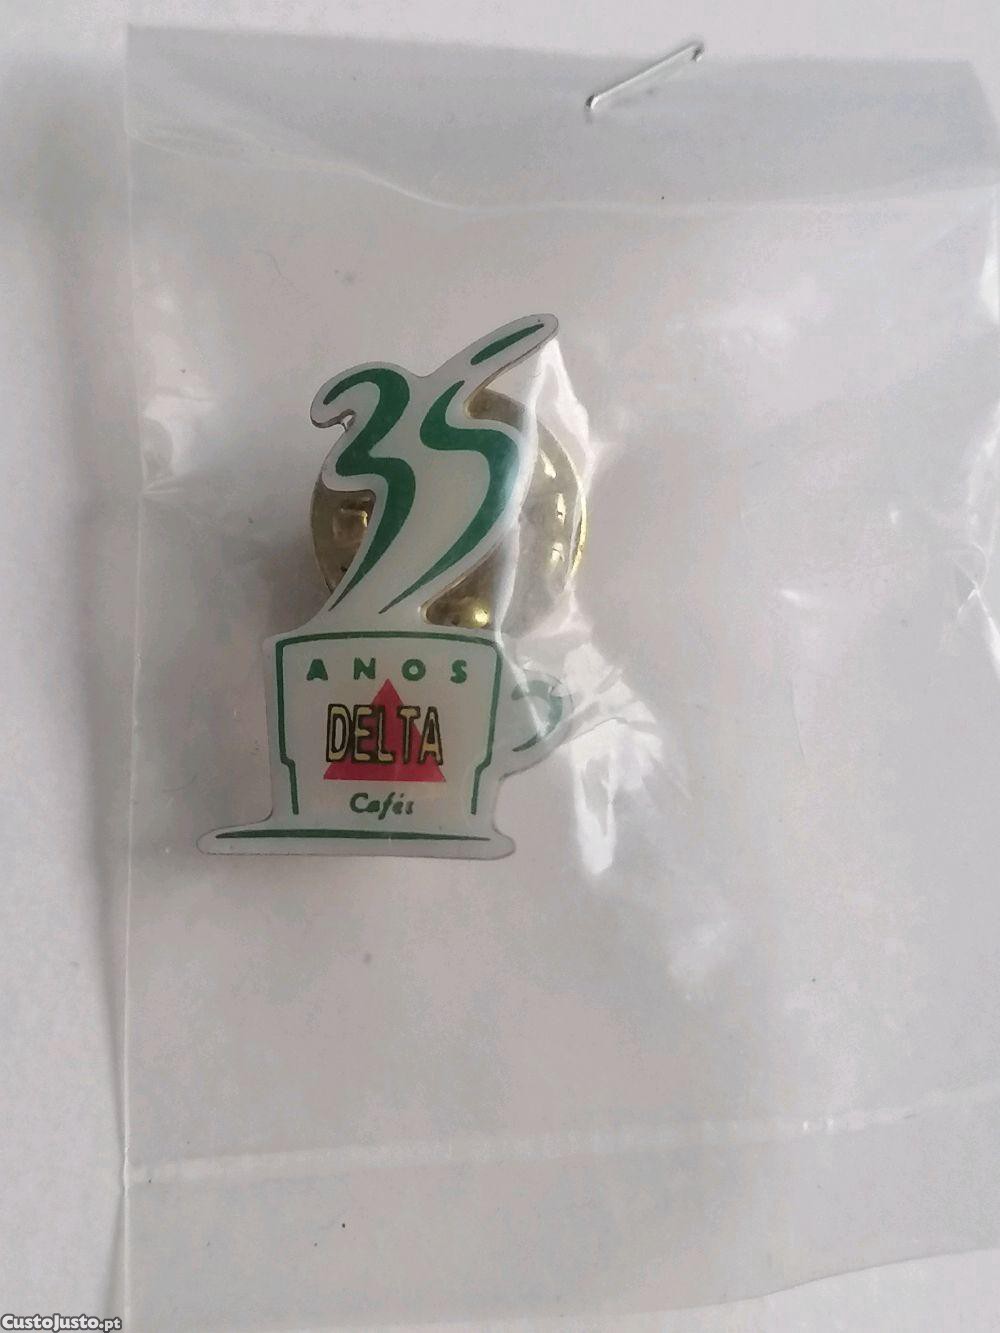 35
ANOS
DELTA
Cafés
CustoJusto.pt